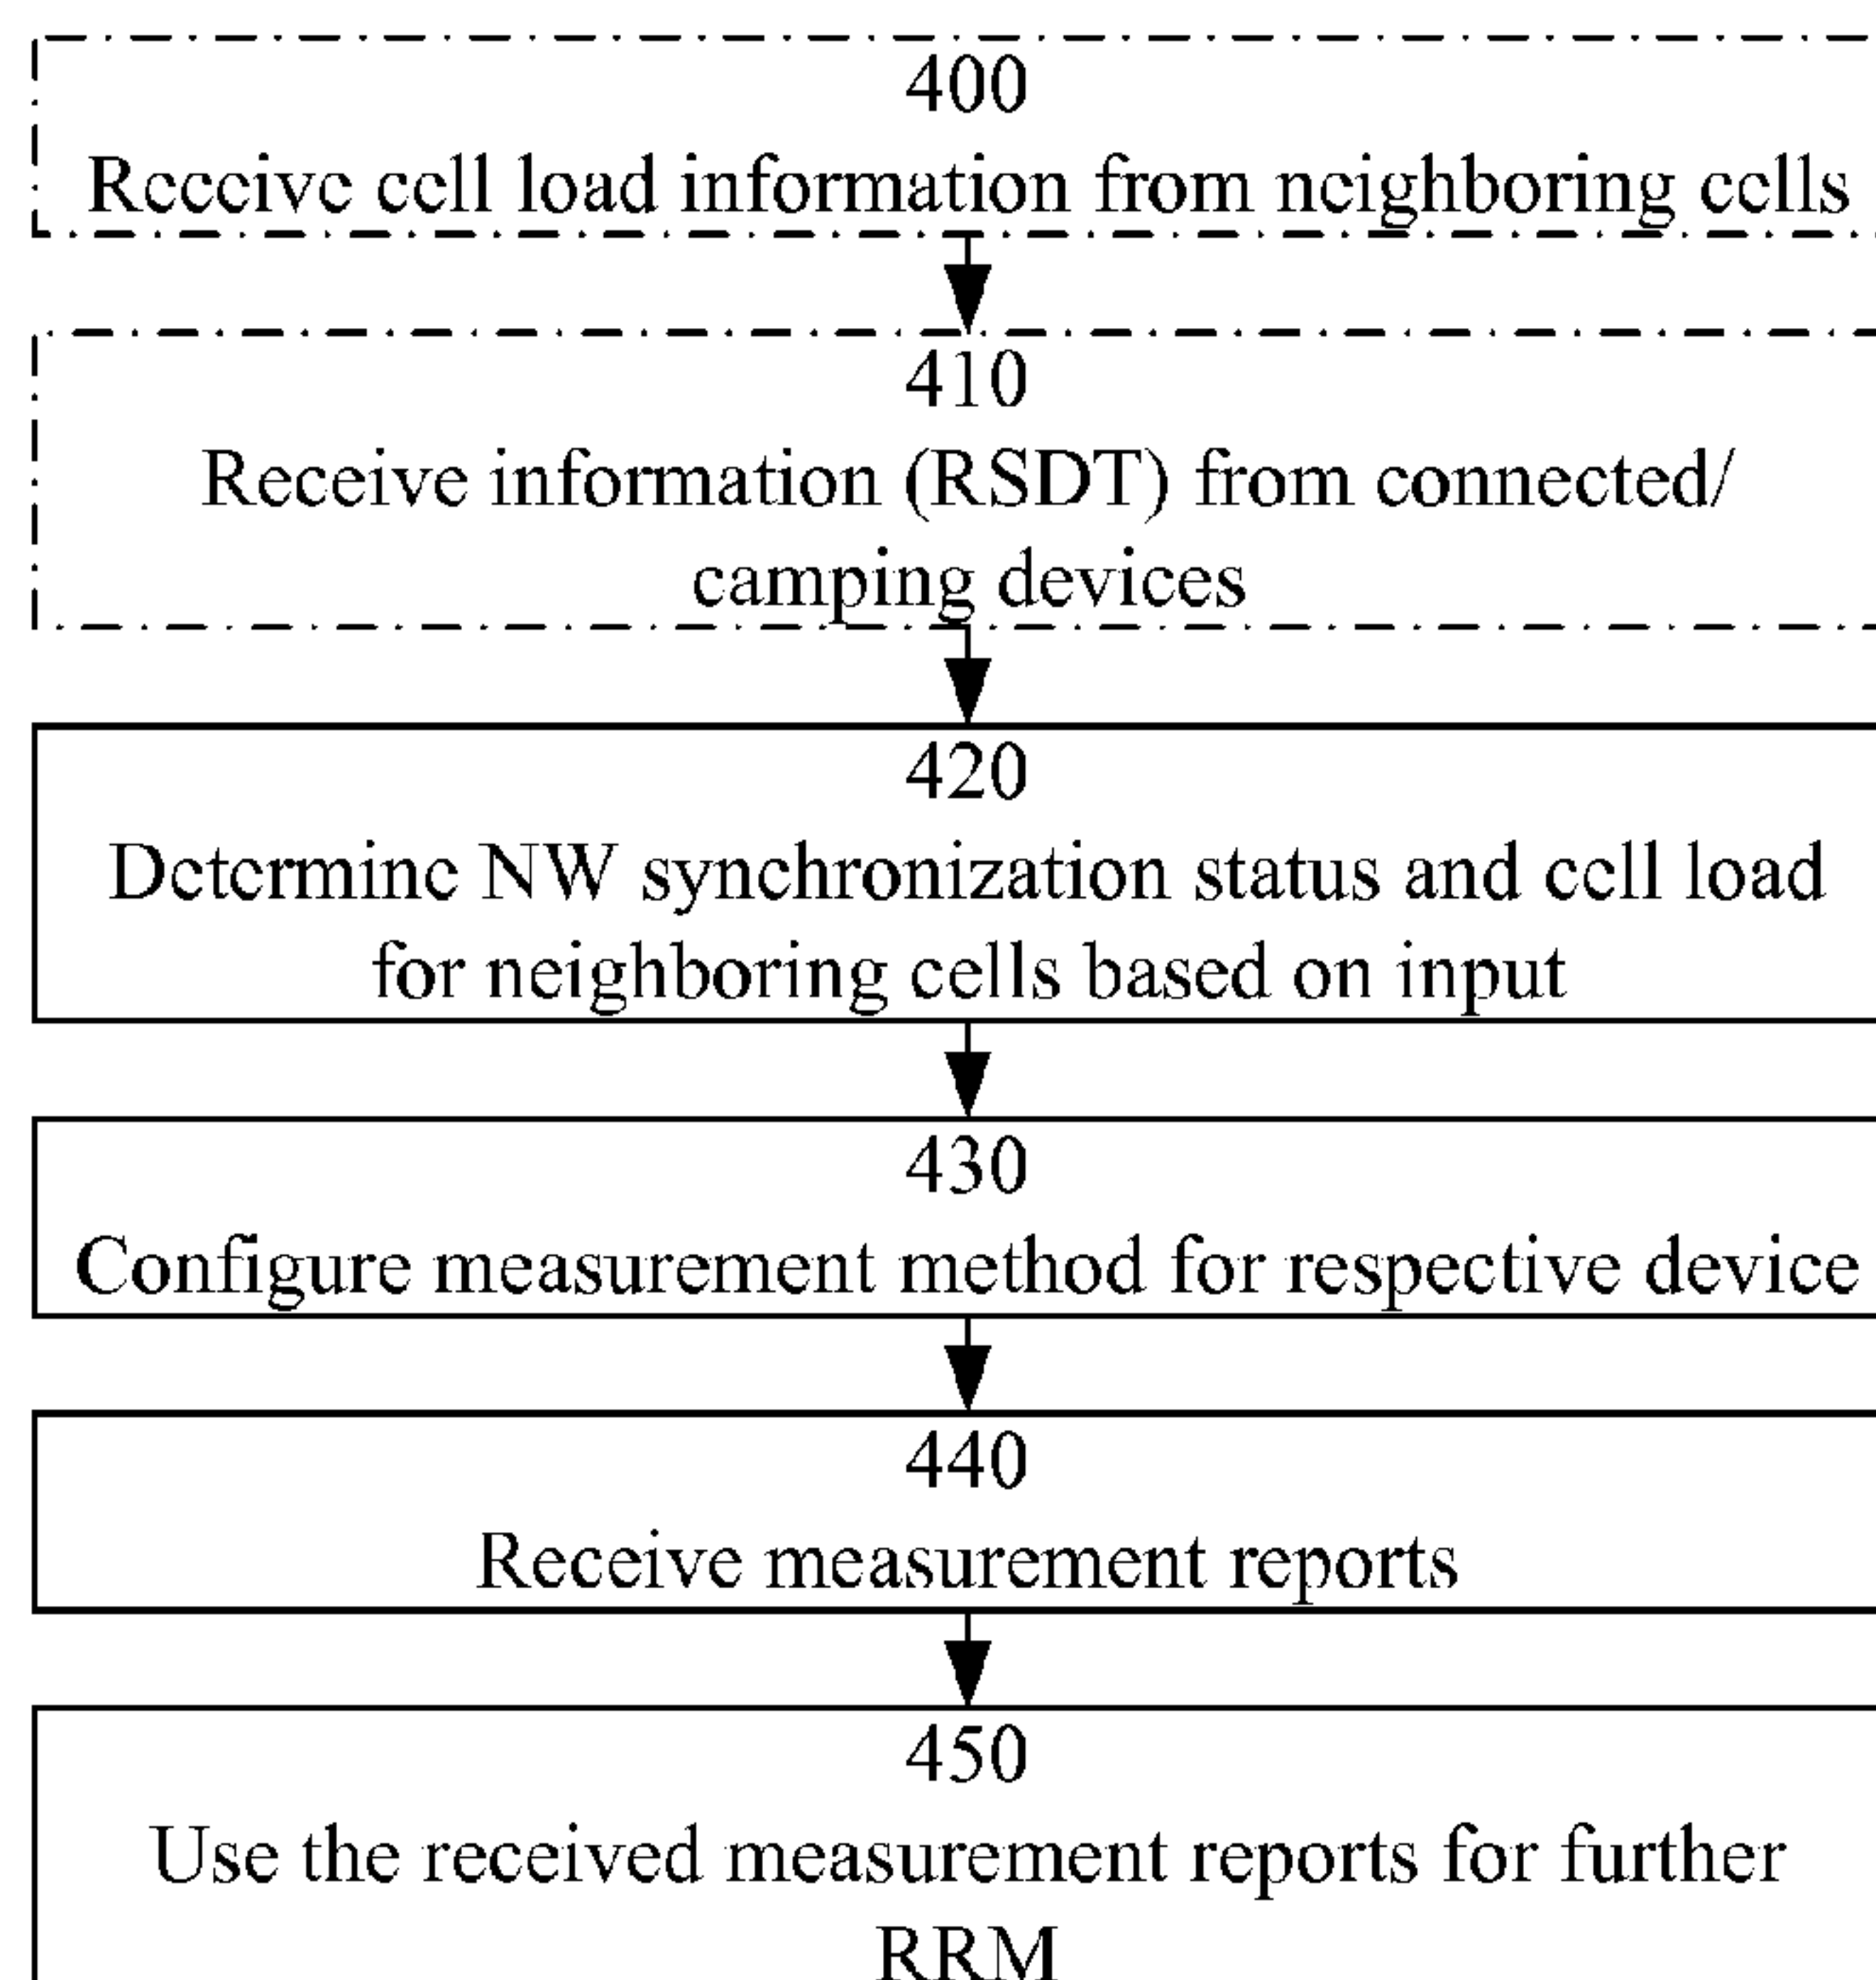 400
Receive cell load information from neighboring cells
410
Receive information (RSDT) from connected/
camping devices
420
Determine NW synchronization status and cell load
for neighboring cells based on input
430
Configure measurement method for respective device
440
Receive measurement reports
450
Use the received measurement reports for further
RRM